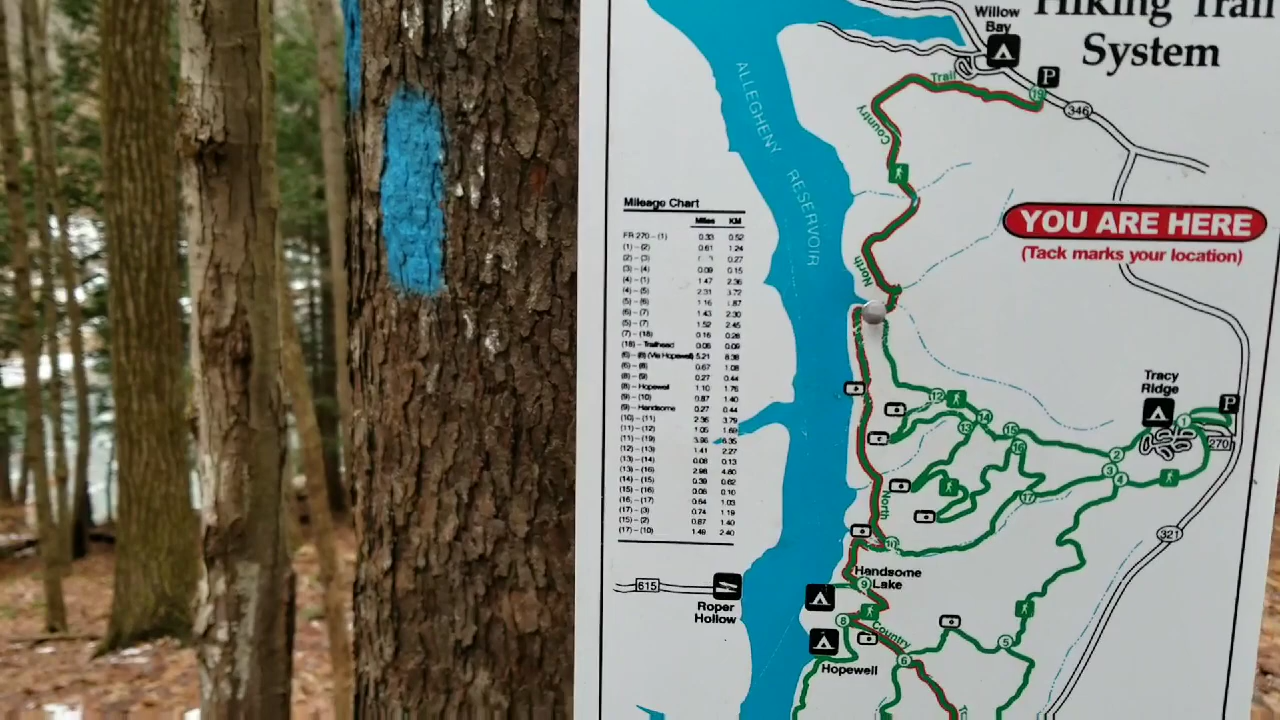 Hiking Trail
System
Willow
Bay
P
19
346
Trail
Country
ALLEGHENY RESERVOIR
YOU ARE HERE
(Tack marks your location)
North
Mileage Chart
Miles KM
FR 270 – (1) 0.33 0.52
(1) – (2) 0.61 1.24
(2) – (3) 0.27
(3) – (4) 0.09 0.15
(4) – (1) 1.47 2.36
(4) – (5) 2.31 3.72
(5) – (6) 1.16 1.87
(6) – (7) 1.43 2.30
(5) – (7) 1.52 2.45
(7) – (18) 0.16 0.26
(18) – Trailhead 0.06 0.09
(6) – (8) (Via Hopewell) 5.21 8.38
(6) – (8) 0.67 1.08
(8) – (9) 0.27 0.44
(8) – Hopewell 1.10 1.76
(9) – (10) 0.87 1.40
(9) – Handsome 0.27 0.44
(10) – (11) 2.36 3.79
(11) – (12) 1.05 1.69
(11) – (19) 3.95 6.35
(12) – (13) 1.41 2.27
(13) – (14) 0.08 0.13
(13) – (16) 2.98 4.80
(14) – (15) 0.39 0.62
(15) – (16) 0.06 0.10
(16) – (17) 0.64 1.03
(17) – (3) 0.74 1.19
(15) – (2) 0.87 1.40
(17) – (10) 1.49 2.40
Tracy
Ridge
P
1
270
12
14
13
15
16
2
3
4
17
North
10
321
Handsome
Lake
9
615
Roper
Hollow
8
Country
5
6
Hopewell